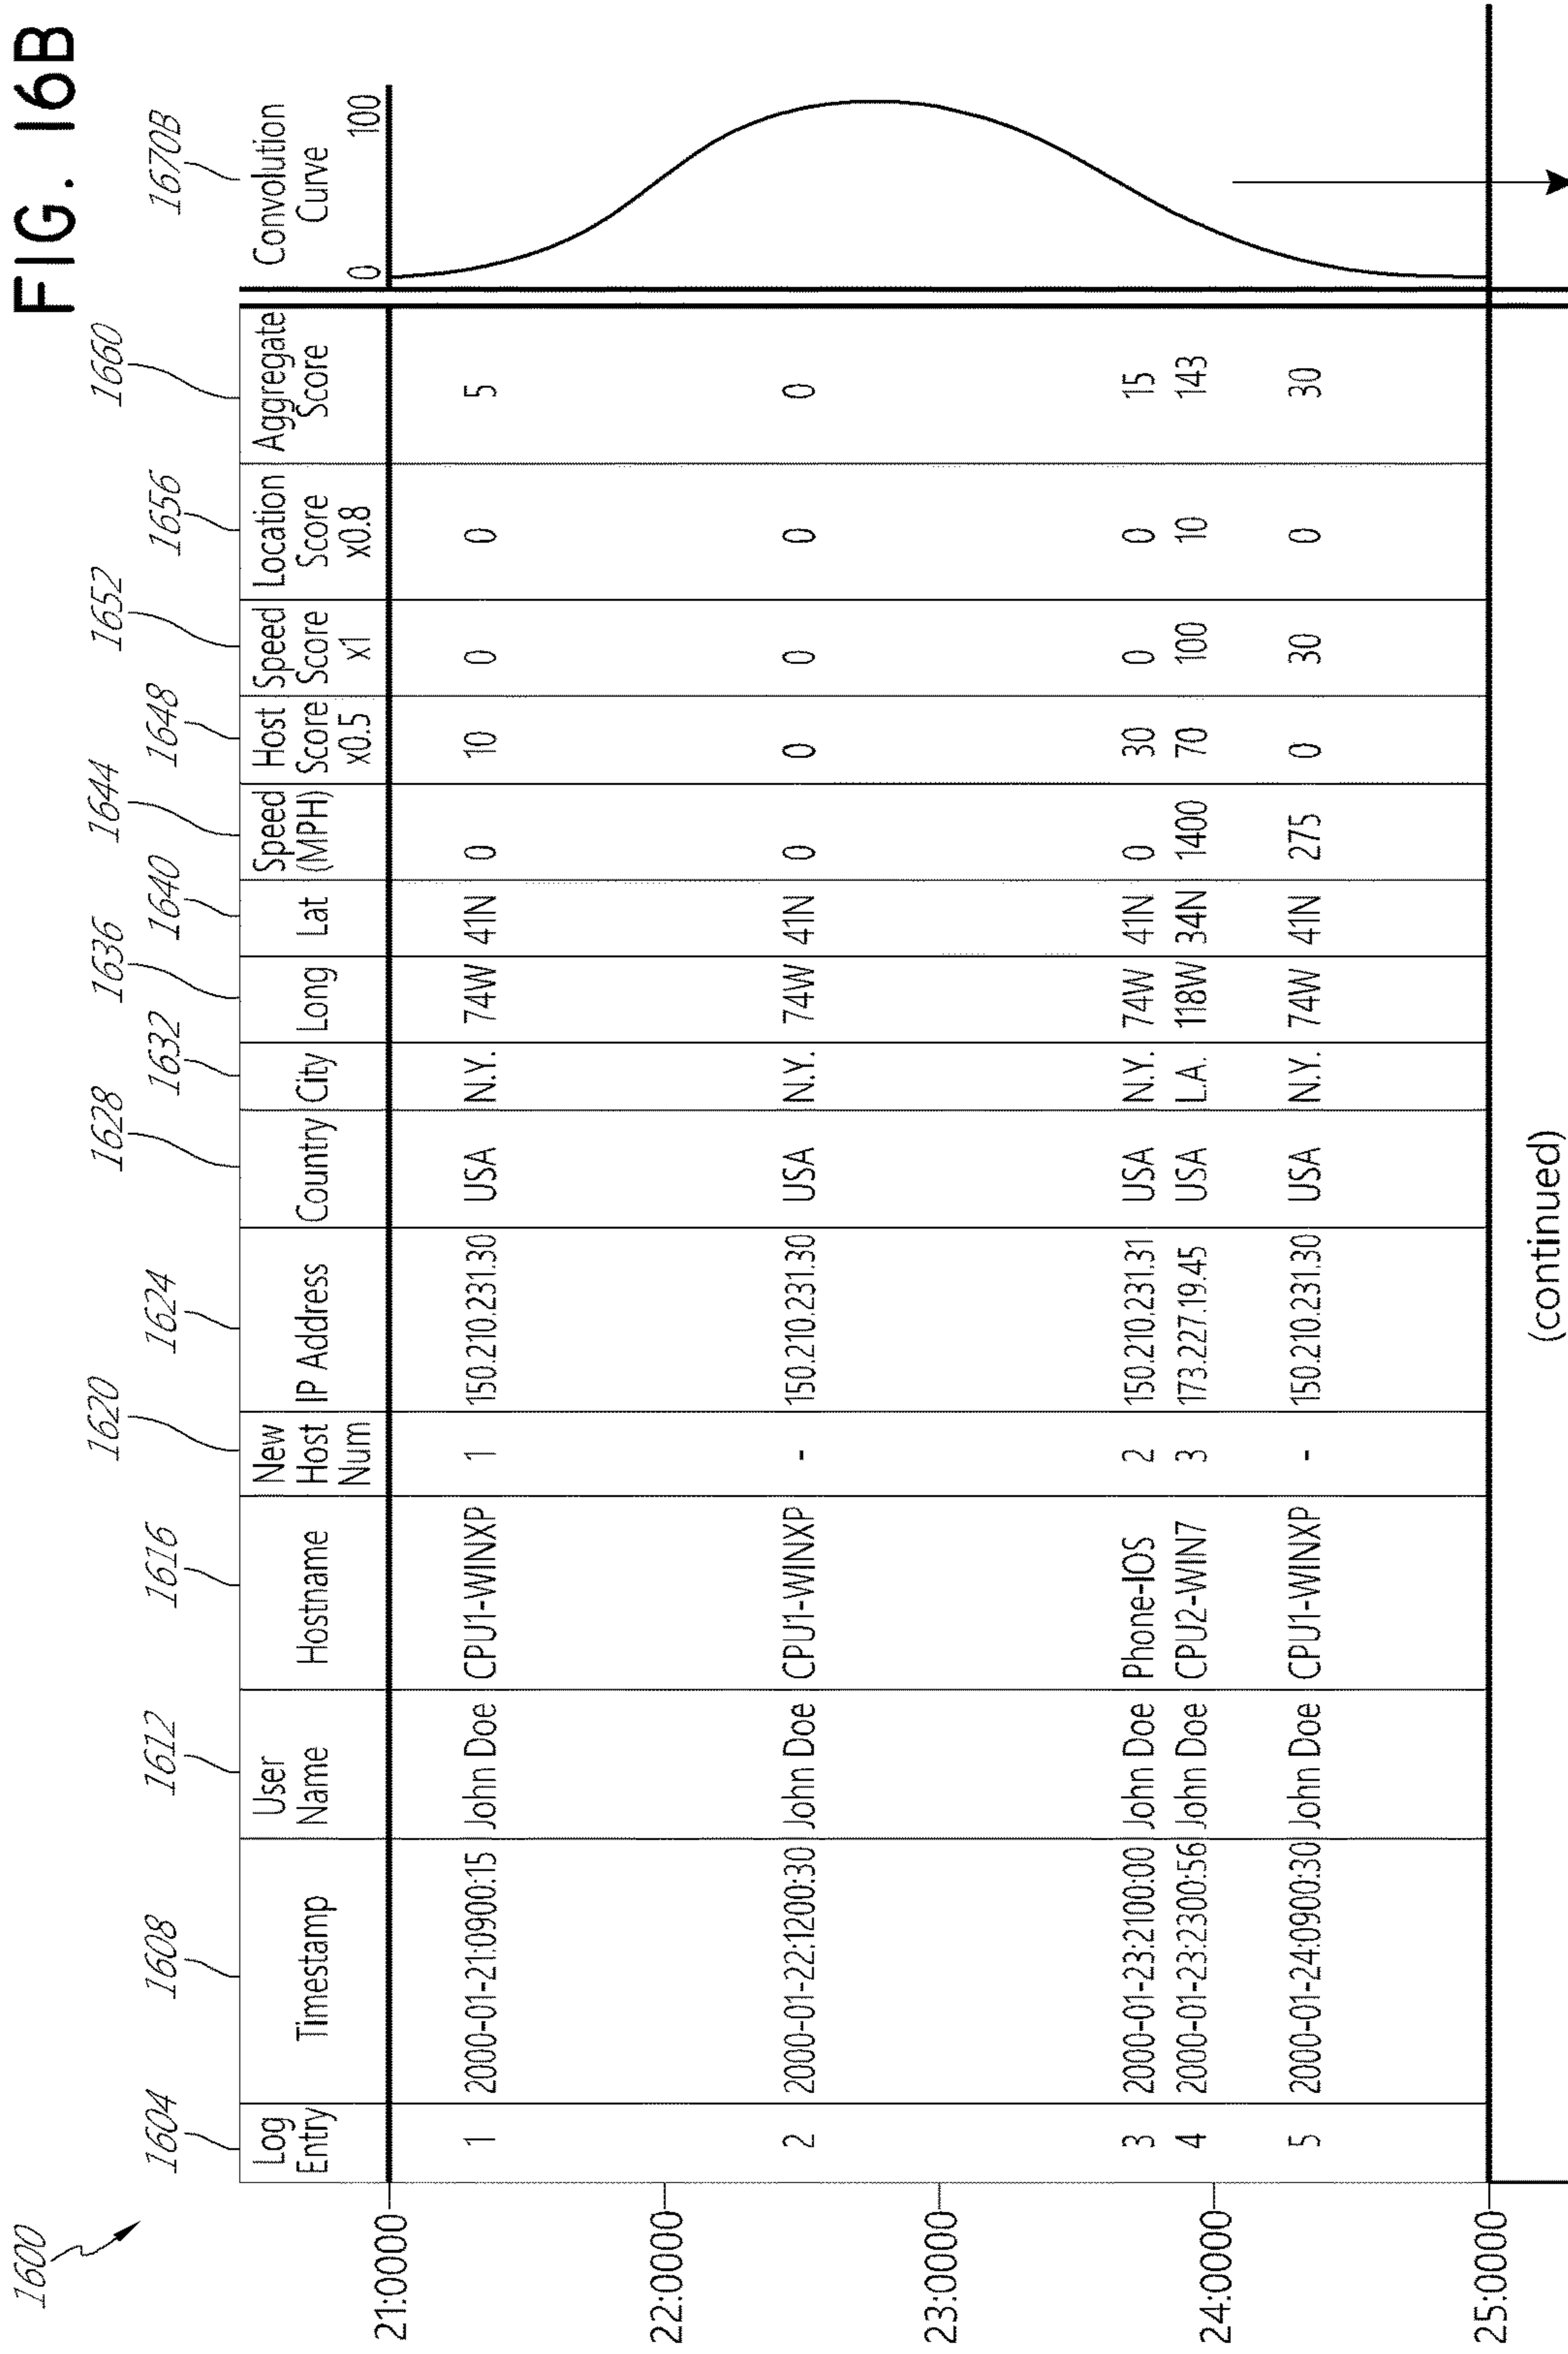 FIG. 16B
1600
1604 1608 1612 1616 1620 1624 1628 1632 1636 1640 1644 1648 1652 1656 1660 1670B
Log Entry Timestamp User Name Hostname New Host Num IP Address Country City Long Lat Speed (MPH) Host Score x0.5 Speed Score x1 Location Score x0.8 Aggregate Score Convolution Curve
0 100
21:0000
1 2000-01-21:0900:15 John Doe CPU1-WINXP 1 150.210.231.30 USA N.Y. 74W 41N 0 10 0 0 5
22:0000
2 2000-01-22:1200:30 John Doe CPU1-WINXP - 150.210.231.30 USA N.Y. 74W 41N 0 0 0 0 0
23:0000
3 2000-01-23:2100:00 John Doe Phone-IOS 2 150.210.231.31 USA N.Y. 74W 41N 0 30 0 0 15
4 2000-01-23:2300:56 John Doe CPU2-WIN7 3 173.227.19.45 USA L.A. 118W 34N 1400 70 100 10 143
24:0000
5 2000-01-24:0900:30 John Doe CPU1-WINXP - 150.210.231.30 USA N.Y. 74W 41N 275 0 30 0 30
25:0000
(continued)